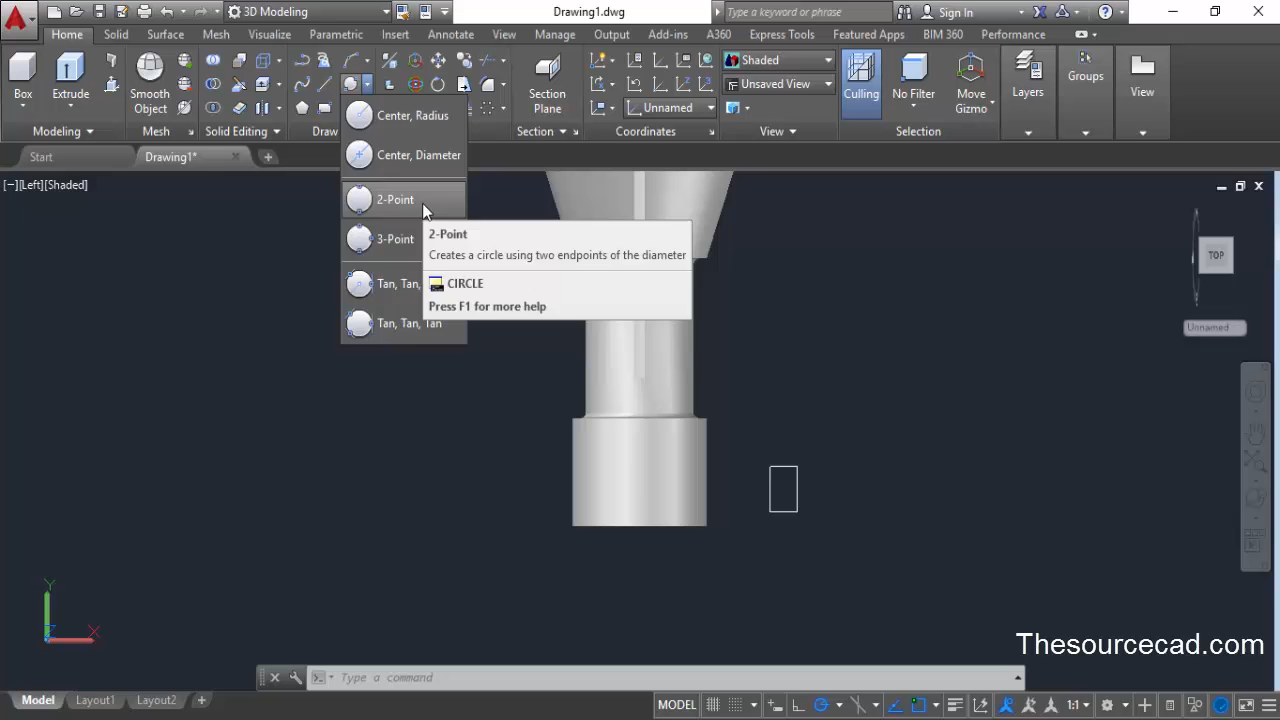 3D Modeling
Drawing1.dwg
Type a keyword or phrase
Sign In
Home Solid Surface Mesh Visualize Parametric Insert Annotate View Manage Output Add-ins A360 Express Tools Featured Apps BIM 360 Performance
Box
Extrude
Smooth Object
Section Plane
Shaded
Unsaved View
Unnamed
Culling
No Filter
Move Gizmo
Layers
Groups
View
Modeling Mesh Solid Editing Draw Section Coordinates View Selection
Start
Drawing1*
[−][Left][Shaded]
Center, Radius
Center, Diameter
2-Point
3-Point
Tan, Tan,
Tan, Tan, Tan
2-Point
Creates a circle using two endpoints of the diameter
CIRCLE
Press F1 for more help
TOP
Unnamed
Y
X
Z
Thesourcecad.com
Type a command
Model Layout1 Layout2
MODEL
1:1